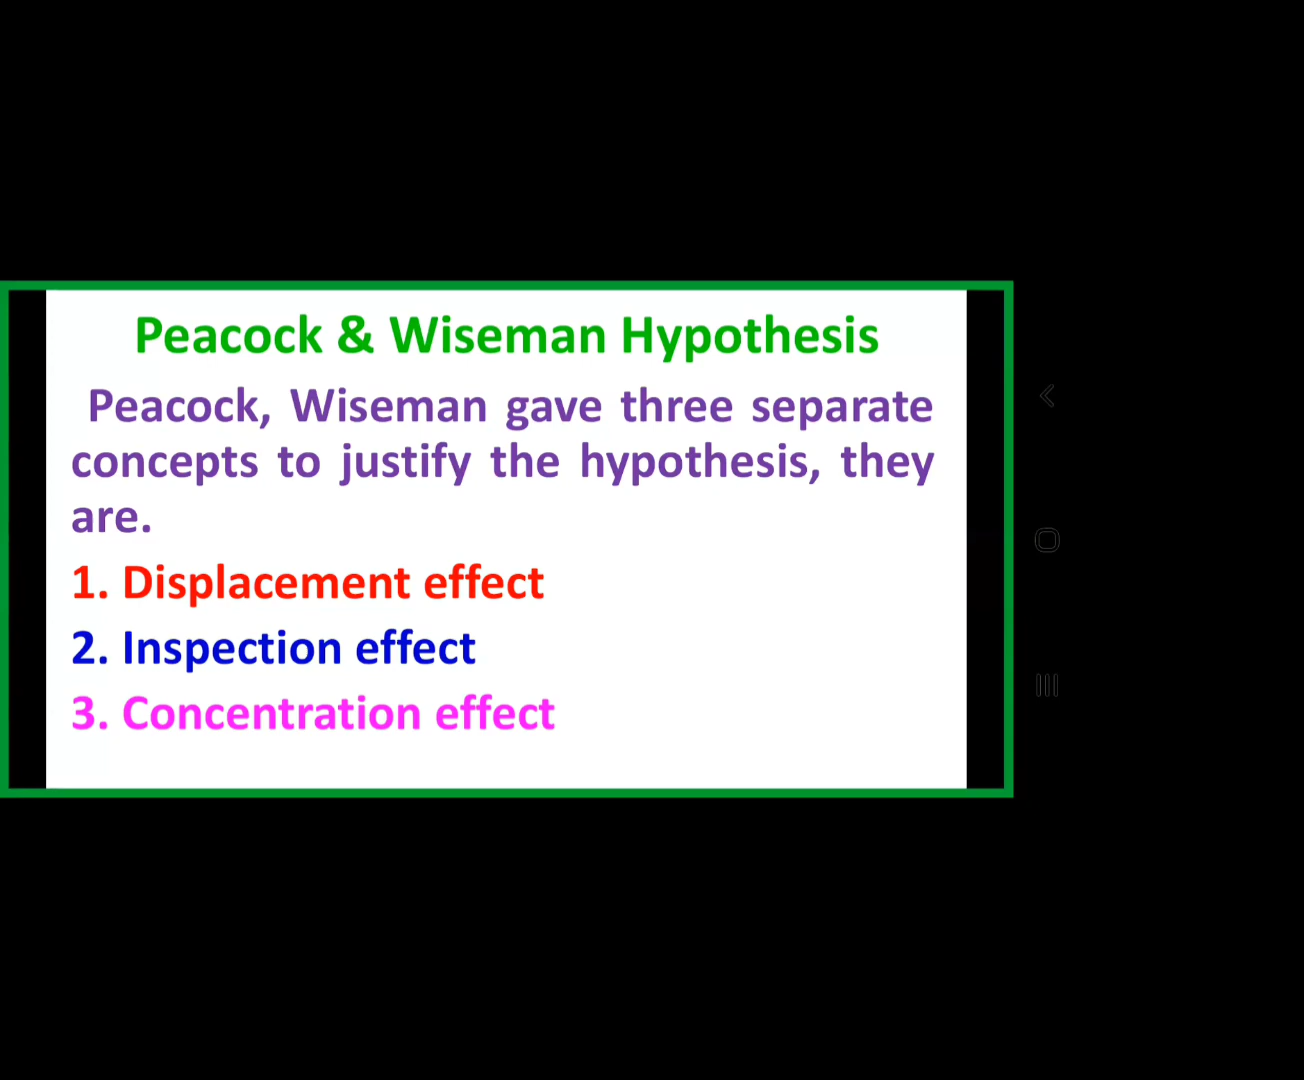 Peacock & Wiseman Hypothesis
Peacock, Wiseman gave three separate
concepts to justify the hypothesis, they
are.
1. Displacement effect
2. Inspection effect
3. Concentration effect